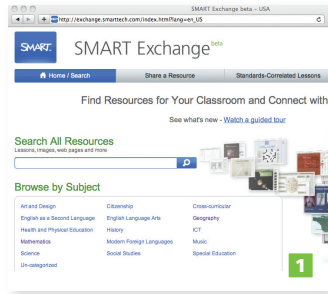 SMART Exchange beta – USA
http://exchange.smarttech.com/index.html?lang=en_US
SMART. SMART Exchange beta
Home / Search Share a Resource Standards-Correlated Lessons
Find Resources for Your Classroom and Connect with
See what's new - Watch a guided tour
Search All Resources
Lessons, images, web pages and more
Browse by Subject
Art and Design Citizenship Cross-curricular
English as a Second Language English Language Arts Geography
Health and Physical Education History ICT
Mathematics Modern Foreign Languages Music
Science Social Studies Special Education
Un-categorized
1